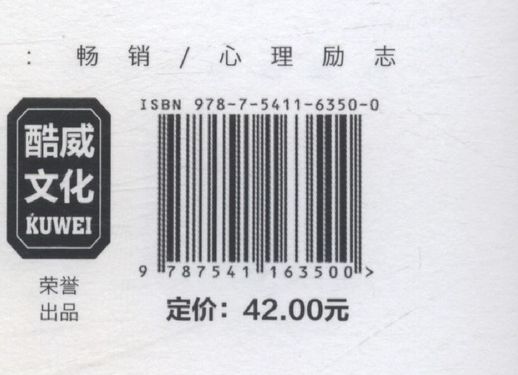 ：畅销/心理励志
ISBN 978-7-5411-6350-0
酷威
文化
KUWEI
9 787541 163500 >
荣誉
出品
定价：42.00元